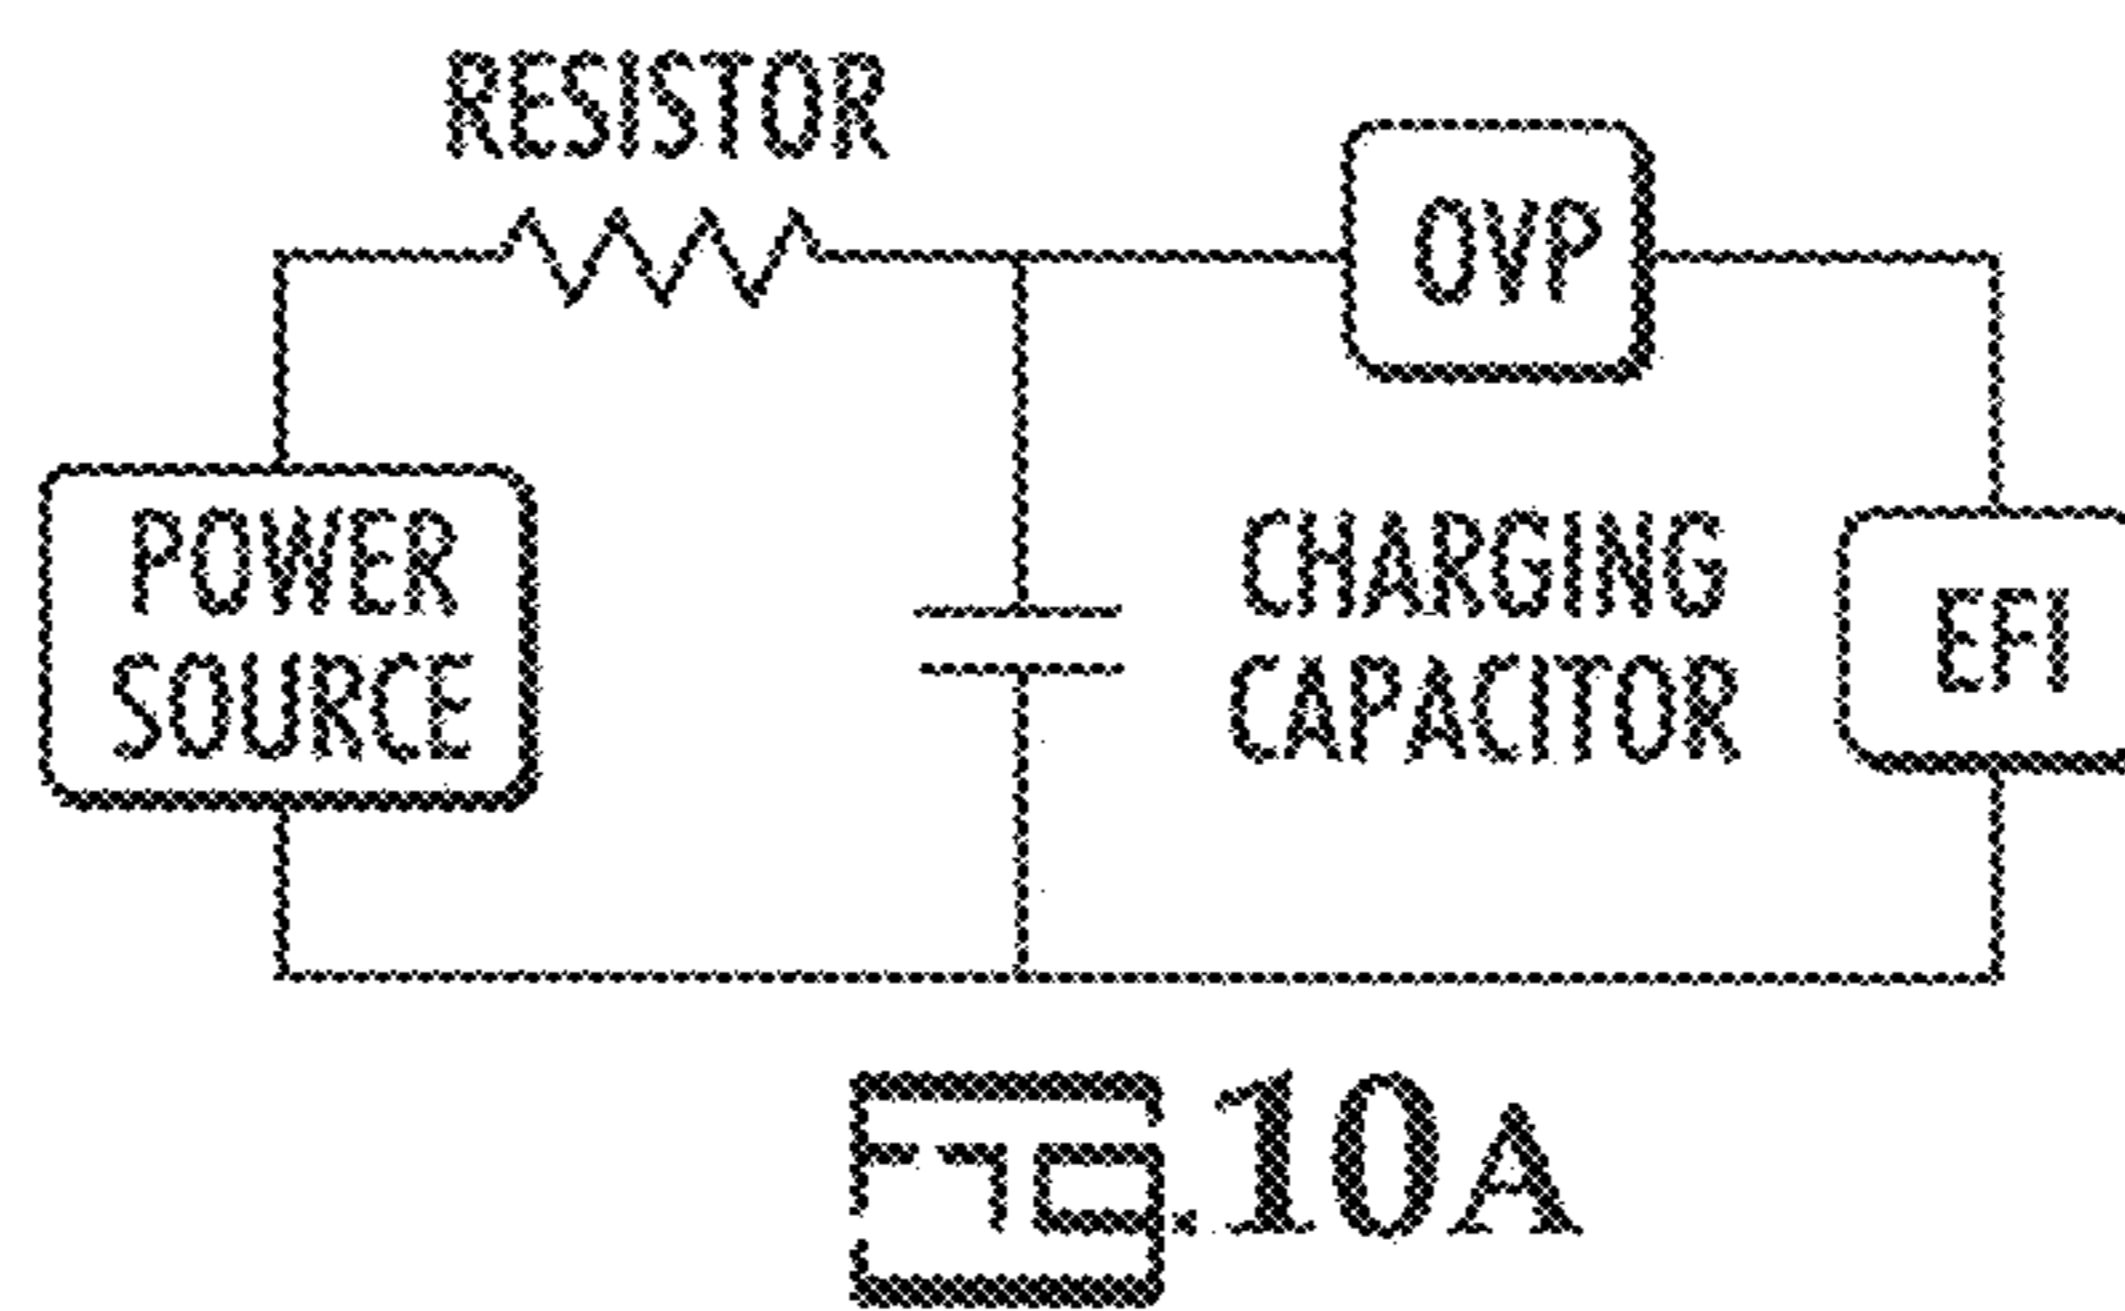 RESISTOR
OVP
POWER
SOURCE
CHARGING
CAPACITOR
EFI
FIG.10A